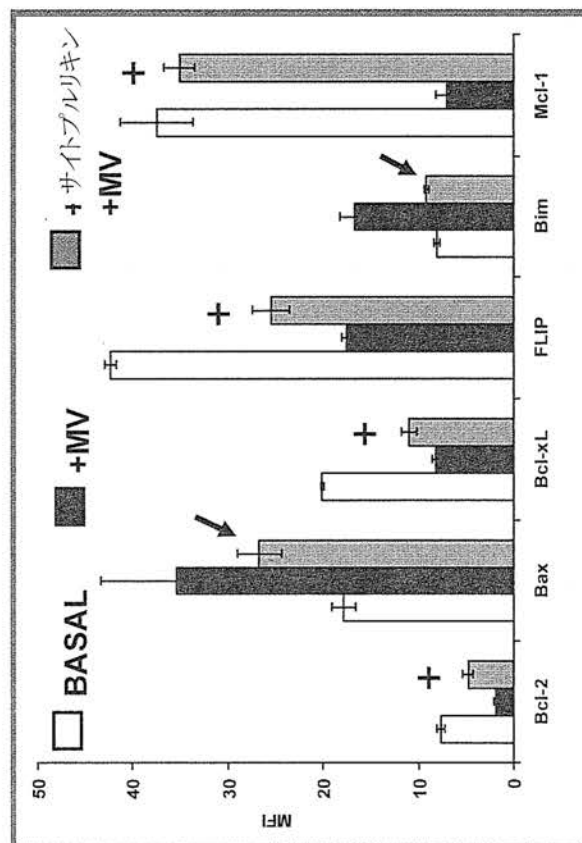 BASAL
+MV
+ サイトプルリキン
+MV
50
40
30
20
10
0
MFI
+
+
+
+
Bcl-2
Bax
Bcl-xL
FLIP
Bim
Mcl-1